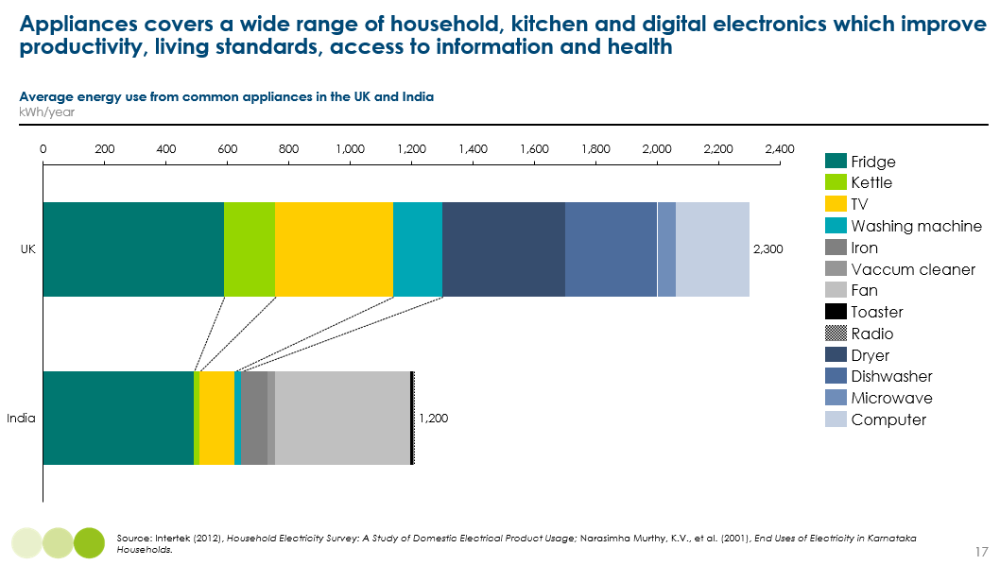 Appliances covers a wide range of household, kitchen and digital electronics which improve
productivity, living standards, access to information and health
Average energy use from common appliances in the UK and India
kWh/year
0 200 400 600 800 1,000 1,200 1,400 1,600 1,800 2,000 2,200 2,400
UK
2,300
India
1,200
Fridge
Kettle
TV
Washing machine
Iron
Vaccum cleaner
Fan
Toaster
Radio
Dryer
Dishwasher
Microwave
Computer
Source: Intertek (2012), Household Electricity Survey: A Study of Domestic Electrical Product Usage; Narasimha Murthy, K.V., et al. (2001), End Uses of Electricity in Karnataka
Households.
17